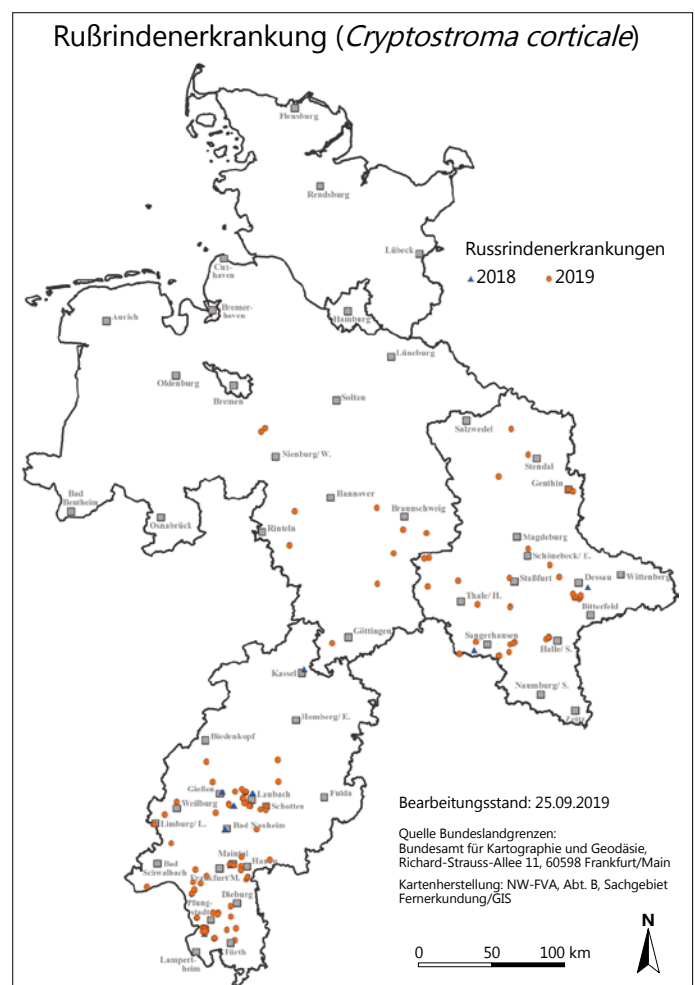 Rußrindenerkrankung (Cryptostroma corticale)
Flensburg
Rendsburg
Lübeck
Russrindenerkrankungen
2018 2019
Cux-
haven
Bremer-
haven
Hamburg
Aurich
Lüneburg
Oldenburg
Bremen
Soltau
Salzwedel
Nienburg/ W.
Stendal
Genthin
Bad
Bentheim
Osnabrück
Hannover
Braunschweig
Rinteln
Magdeburg
Schönebeck/ E.
Staßfurt
Dessau
Wittenberg
Thale/ H.
Bitterfeld
Göttingen
Sangerhausen
Halle/ S.
Kassel
Naumburg/ S.
Zeitz
Homberg/ E.
Biedenkopf
Gießen
Laubach
Fulda
Weilburg
Schotten
Limburg/ L.
Bad Nauheim
Bad
Schwalbach
Maintal
Hanau
Frankfurt/M.
Dieburg
Pfung-
stadt
Fürth
Lampert-
heim
Bearbeitungsstand: 25.09.2019
Quelle Bundeslandgrenzen:
Bundesamt für Kartographie und Geodäsie,
Richard-Strauss-Allee 11, 60598 Frankfurt/Main
Kartenherstellung: NW-FVA, Abt. B, Sachgebiet
Fernerkundung/GIS
N
0 50 100 km